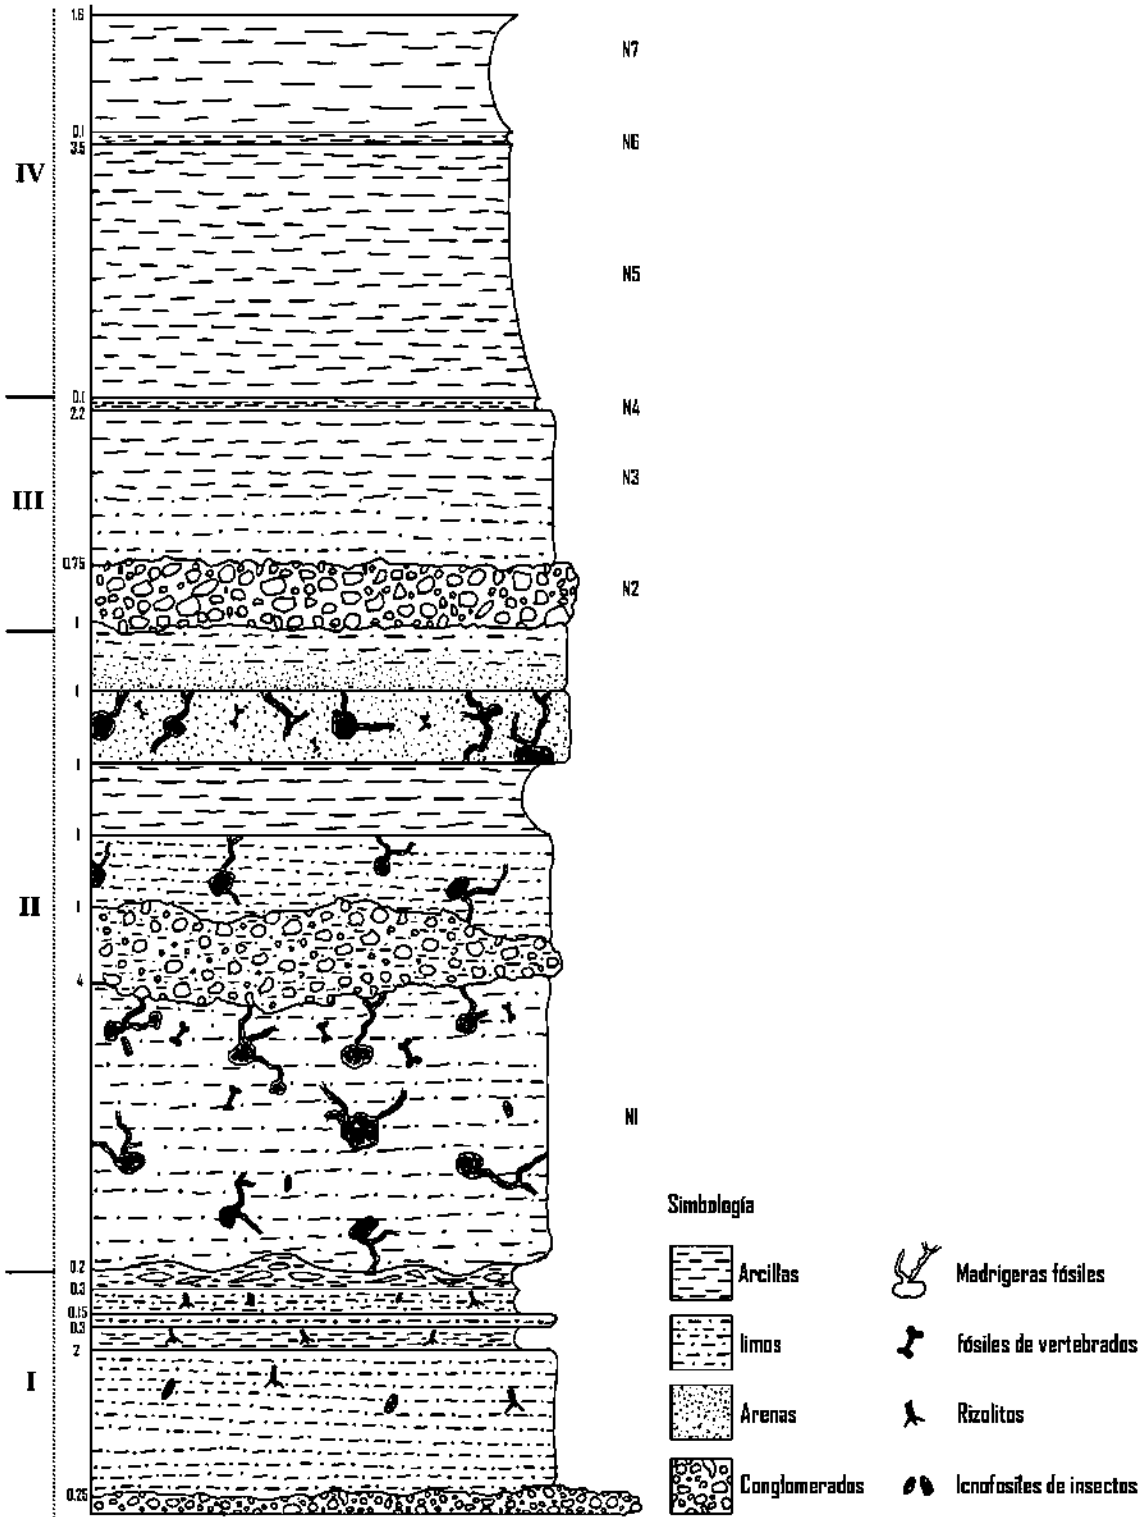 1.6
N7
0.1
N6
3.5
IV
N5
0.1
N4
2.2
N3
III
0.75
N2
1
1
1
1
II
1
4
N1
0.2
0.3
0.15
0.3
2
I
0.25
Simbología
Arcillas
Madrigeras fósiles
limos
fósiles de vertebrados
Arenas
Rizolitos
Conglomerados
Icnofosiles de insectos